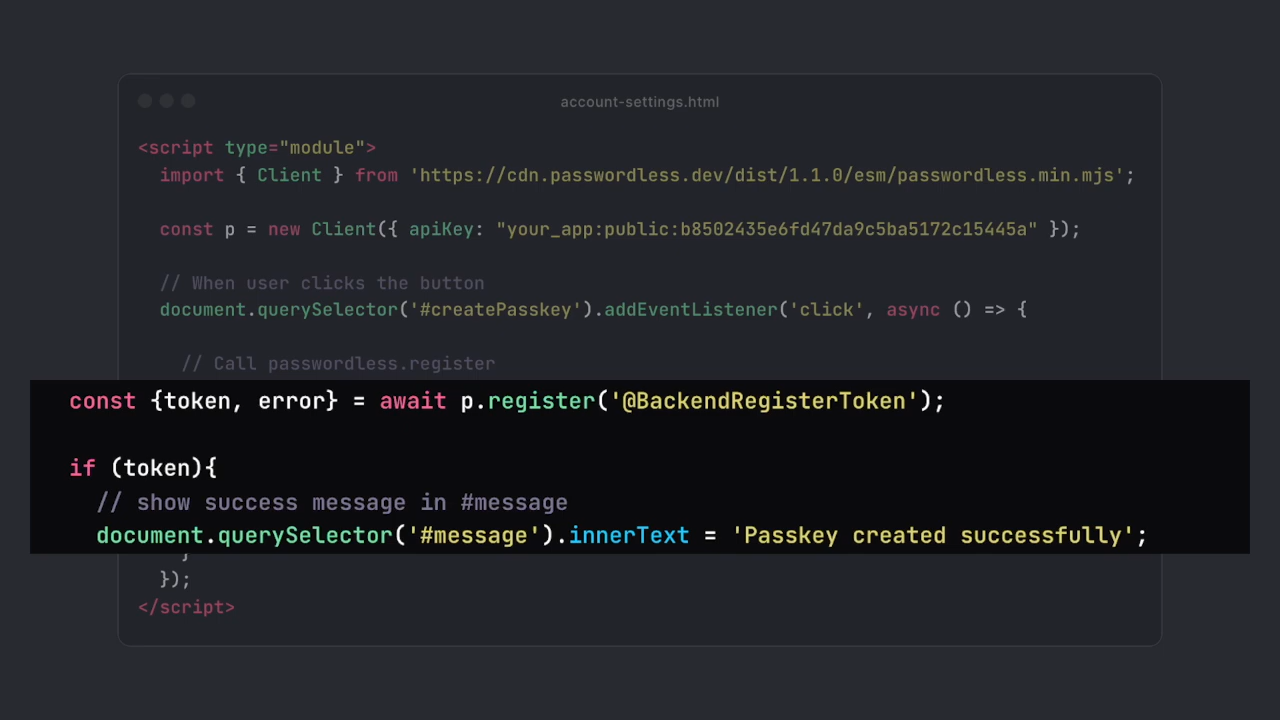 account-settings.html
<script type="module">
import { Client } from 'https://cdn.passwordless.dev/dist/1.1.0/esm/passwordless.min.mjs';
const p = new Client({ apiKey: "your_app:public:b8502435e6fd47da9c5ba5172c15445a" });
// When user clicks the button
document.querySelector('#createPasskey').addEventListener('click', async () => {
// Call passwordless.register
const {token, error} = await p.register('@BackendRegisterToken');
if (token){
// show success message in #message
document.querySelector('#message').innerText = 'Passkey created successfully';
}
});
</script>